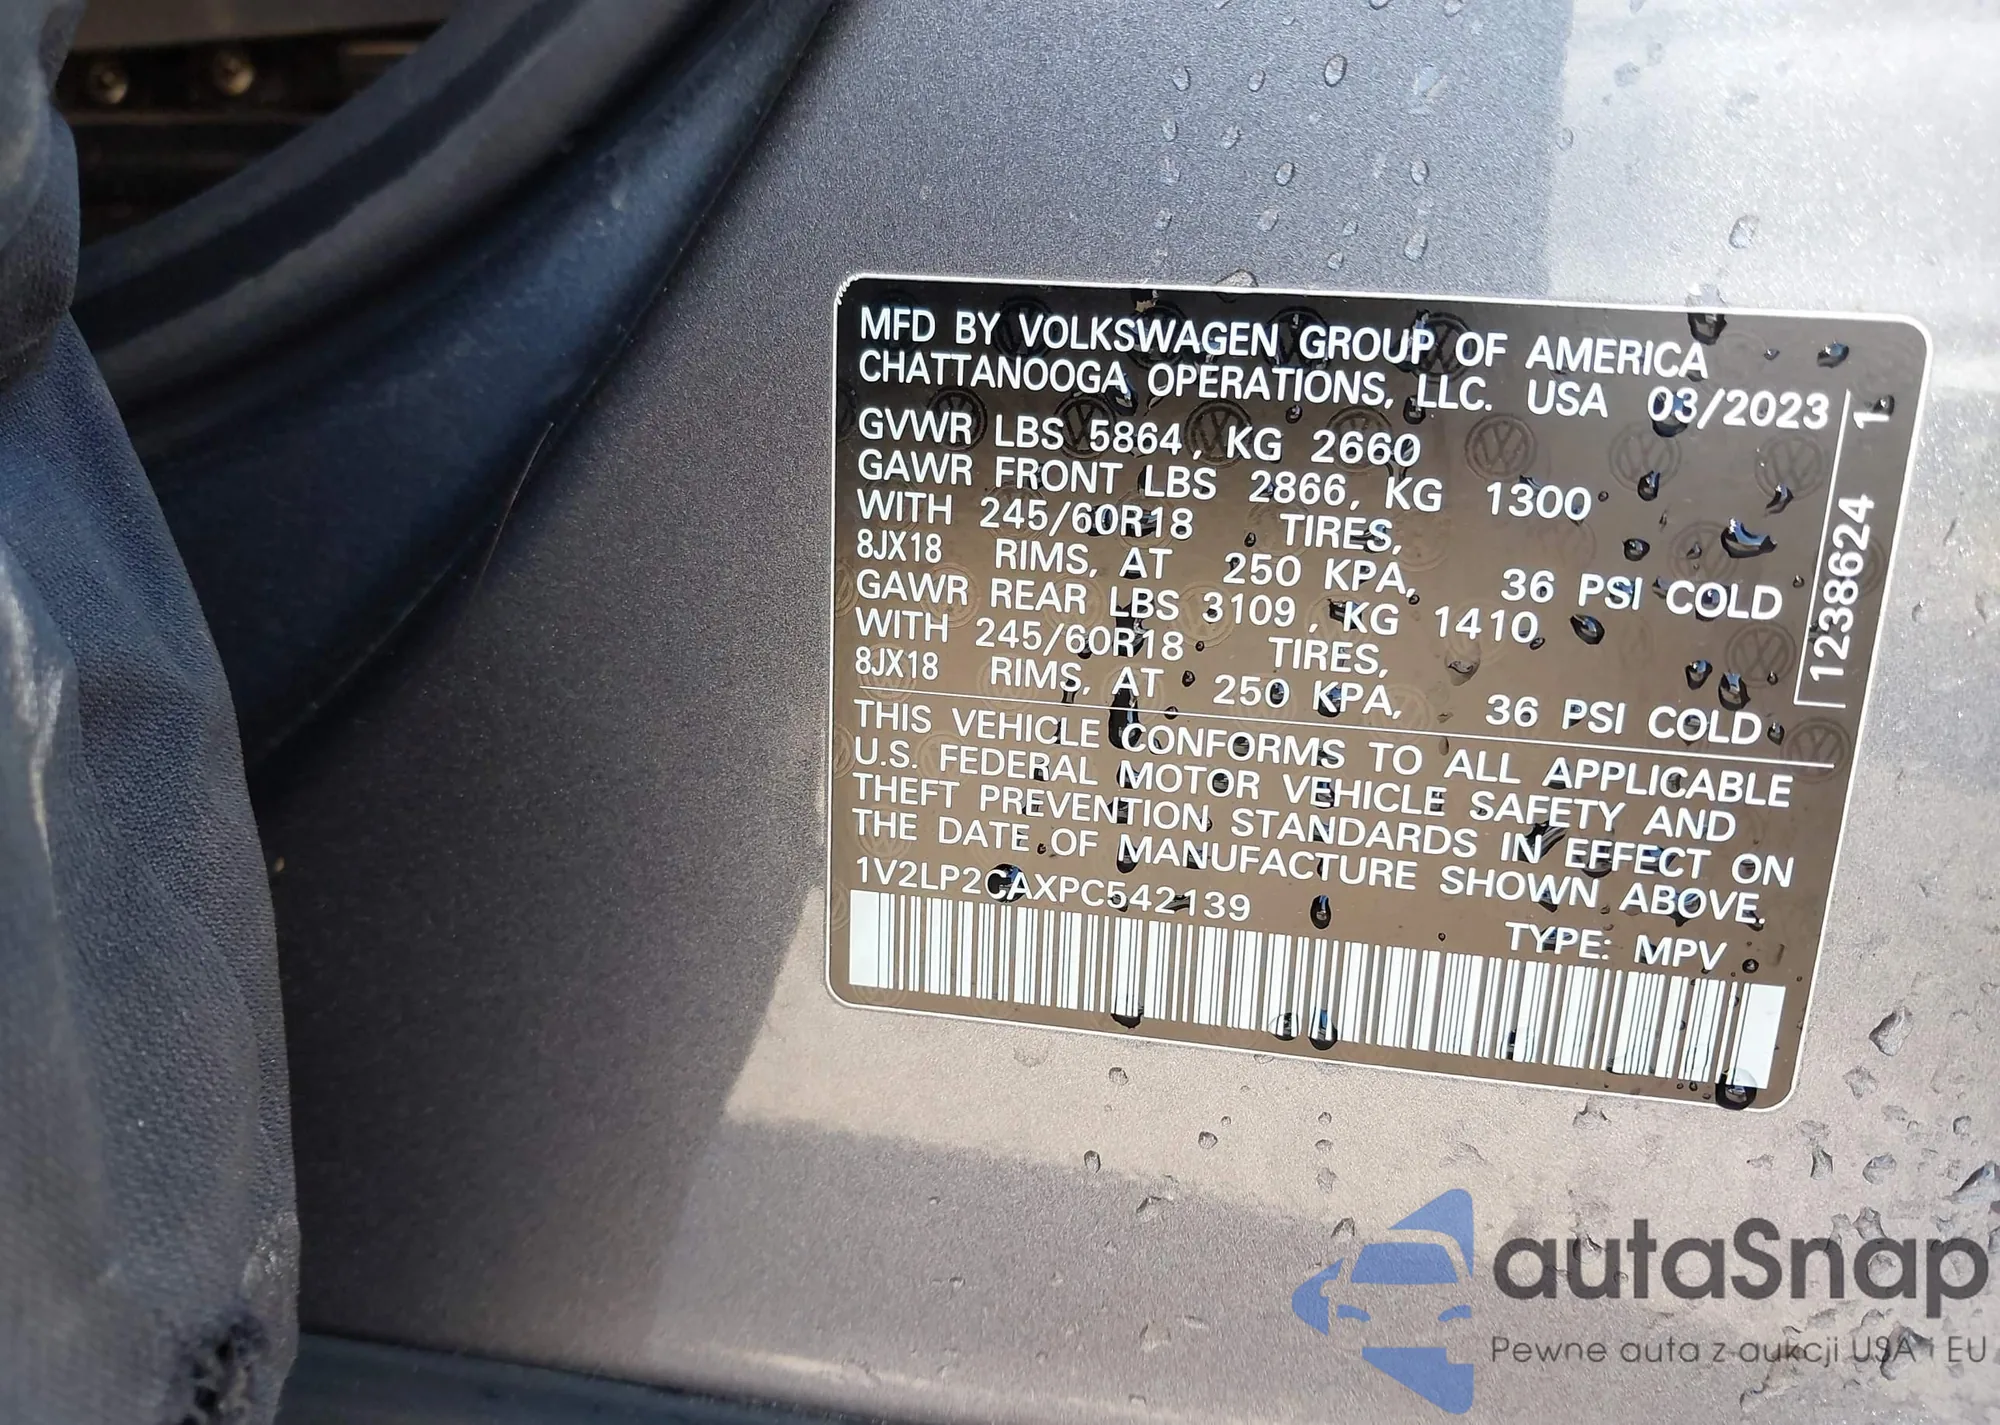 MFD BY VOLKSWAGEN GROUP OF AMERICA
CHATTANOOGA OPERATIONS, LLC. USA 03/2023
GVWR LBS 5864, KG 2660
GAWR FRONT LBS 2866, KG 1300
WITH 245/60R18 TIRES,
8JX18 RIMS, AT 250 KPA, 36 PSI COLD
GAWR REAR LBS 3109, KG 1410
WITH 245/60R18 TIRES,
8JX18 RIMS, AT 250 KPA, 36 PSI COLD
THIS VEHICLE CONFORMS TO ALL APPLICABLE
U.S. FEDERAL MOTOR VEHICLE SAFETY AND
THEFT PREVENTION STANDARDS IN EFFECT ON
THE DATE OF MANUFACTURE SHOWN ABOVE.
1V2LP2CAXPC542139
TYPE: MPV
1238624 1
autaSnap
Pewne auta z aukcji USA i EU